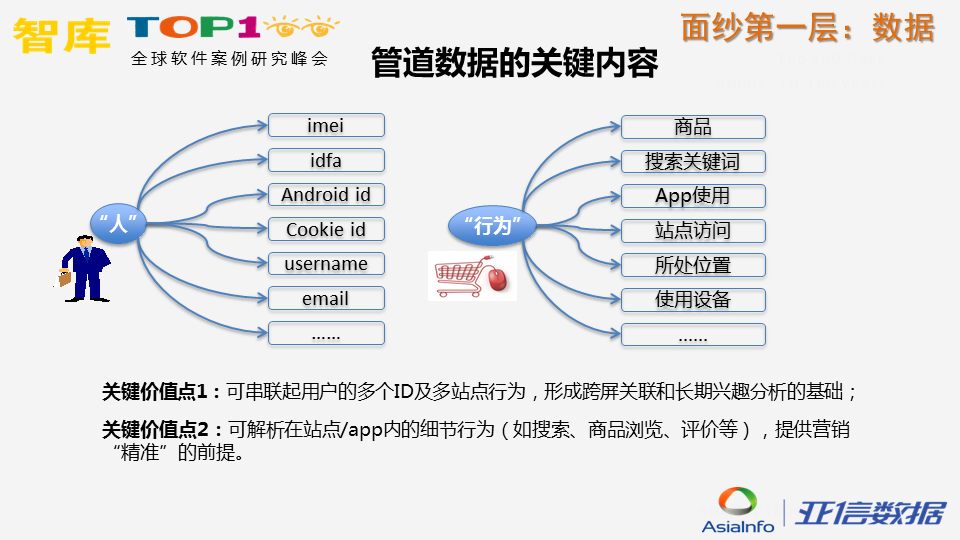 智库
TOP1
全球软件案例研究峰会
面纱第一层：数据
管道数据的关键内容
“人”
imei
idfa
Android id
Cookie id
username
email
……
“行为”
商品
搜索关键词
App使用
站点访问
所处位置
使用设备
……
关键价值点1：可串联起用户的多个ID及多站点行为，形成跨屏关联和长期兴趣分析的基础；
关键价值点2：可解析在站点/app内的细节行为（如搜索、商品浏览、评价等），提供营销
“精准”的前提。
AsiaInfo
亚信数据